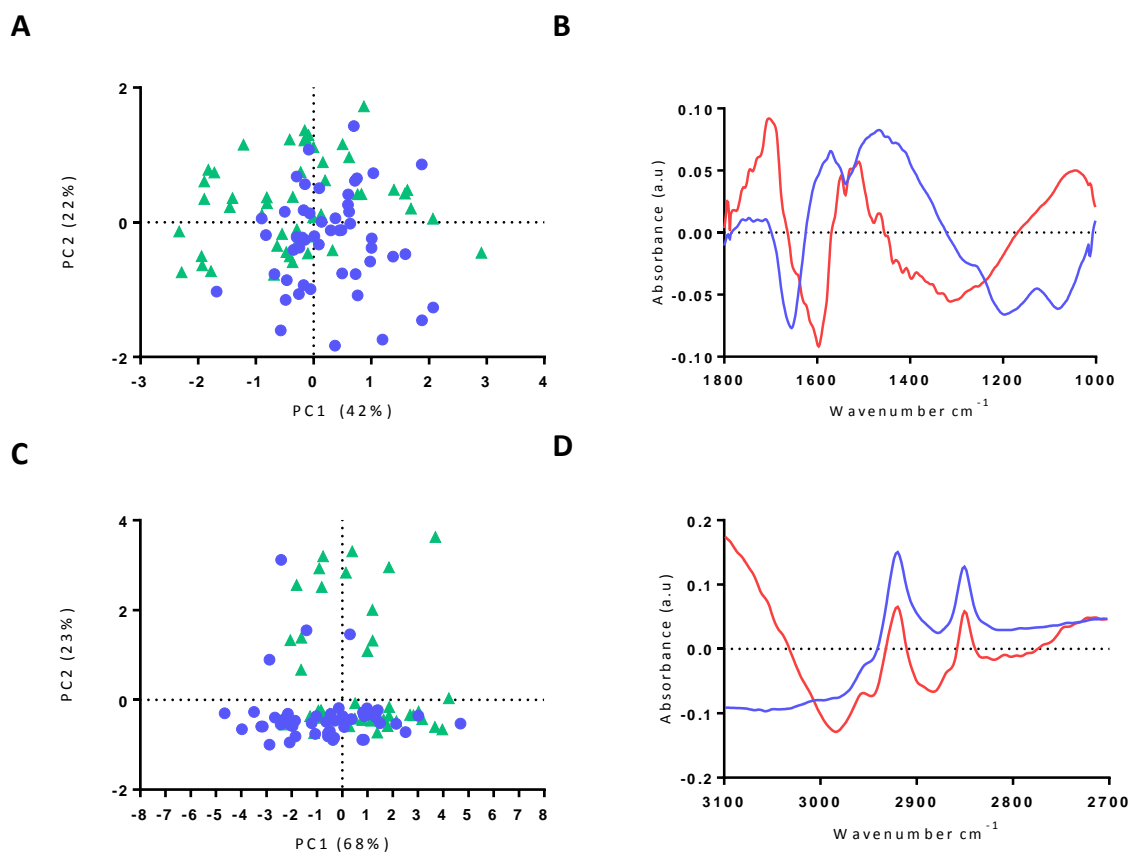 A
B
2
0
-2
PC2 (22%)
-3 -2 -1 0 1 2 3 4
PC1 (42%)
0.10
0.05
0.00
-0.05
-0.10
Absorbance (a.u)
1800 1600 1400 1200 1000
Wavenumber cm-1
C
D
4
2
0
-2
PC2 (23%)
-8 -7 -6 -5 -4 -3 -2 -1 0 1 2 3 4 5 6 7 8
PC1 (68%)
0.2
0.1
0.0
-0.1
-0.2
Absorbance (a.u)
3100 3000 2900 2800 2700
Wavenumber cm-1